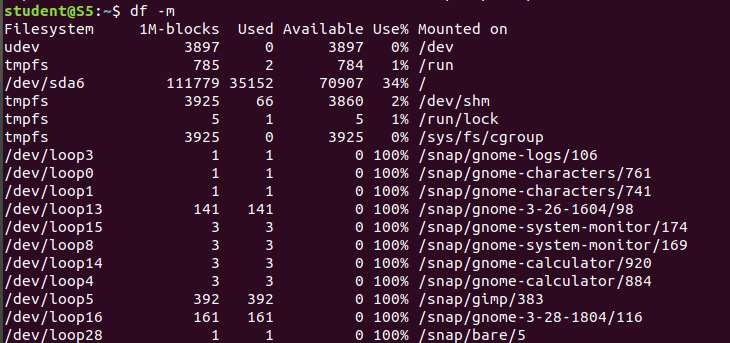 student@S5:~$ df -m
Filesystem 1M-blocks Used Available Use% Mounted on
udev 3897 0 3897 0% /dev
tmpfs 785 2 784 1% /run
/dev/sda6 111779 35152 70907 34% /
tmpfs 3925 66 3860 2% /dev/shm
tmpfs 5 1 5 1% /run/lock
tmpfs 3925 0 3925 0% /sys/fs/cgroup
/dev/loop3 1 1 0 100% /snap/gnome-logs/106
/dev/loop0 1 1 0 100% /snap/gnome-characters/761
/dev/loop1 1 1 0 100% /snap/gnome-characters/741
/dev/loop13 141 141 0 100% /snap/gnome-3-26-1604/98
/dev/loop15 3 3 0 100% /snap/gnome-system-monitor/174
/dev/loop8 3 3 0 100% /snap/gnome-system-monitor/169
/dev/loop14 3 3 0 100% /snap/gnome-calculator/920
/dev/loop4 3 3 0 100% /snap/gnome-calculator/884
/dev/loop5 392 392 0 100% /snap/gimp/383
/dev/loop16 161 161 0 100% /snap/gnome-3-28-1804/116
/dev/loop28 1 1 0 100% /snap/bare/5